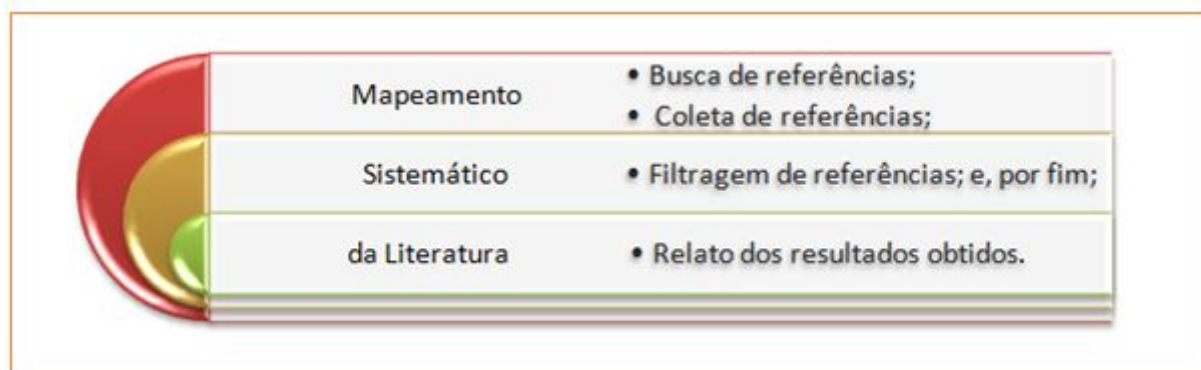 Mapeamento
• Busca de referências;
• Coleta de referências;
Sistemático
• Filtragem de referências; e, por fim;
da Literatura
• Relato dos resultados obtidos.